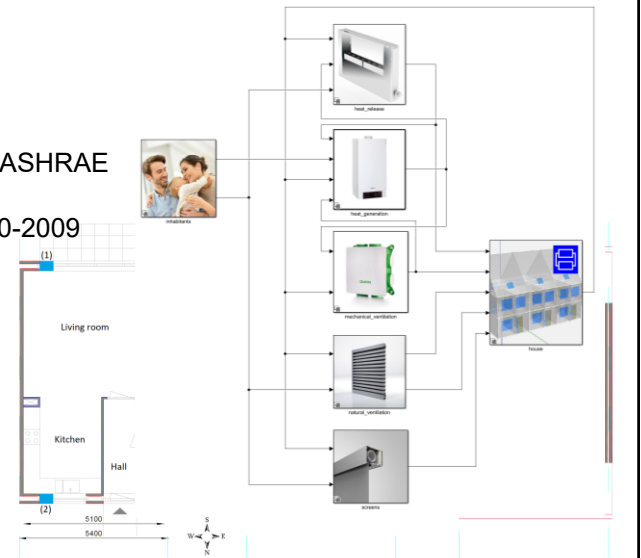 ASHRAE
0-2009
heat_release
inhabitants
heat_generation
mechanical_ventilation
house
natural_ventilation
screens
(1)
Living room
Kitchen
Hall
(2)
5100
5400
S
W E
N